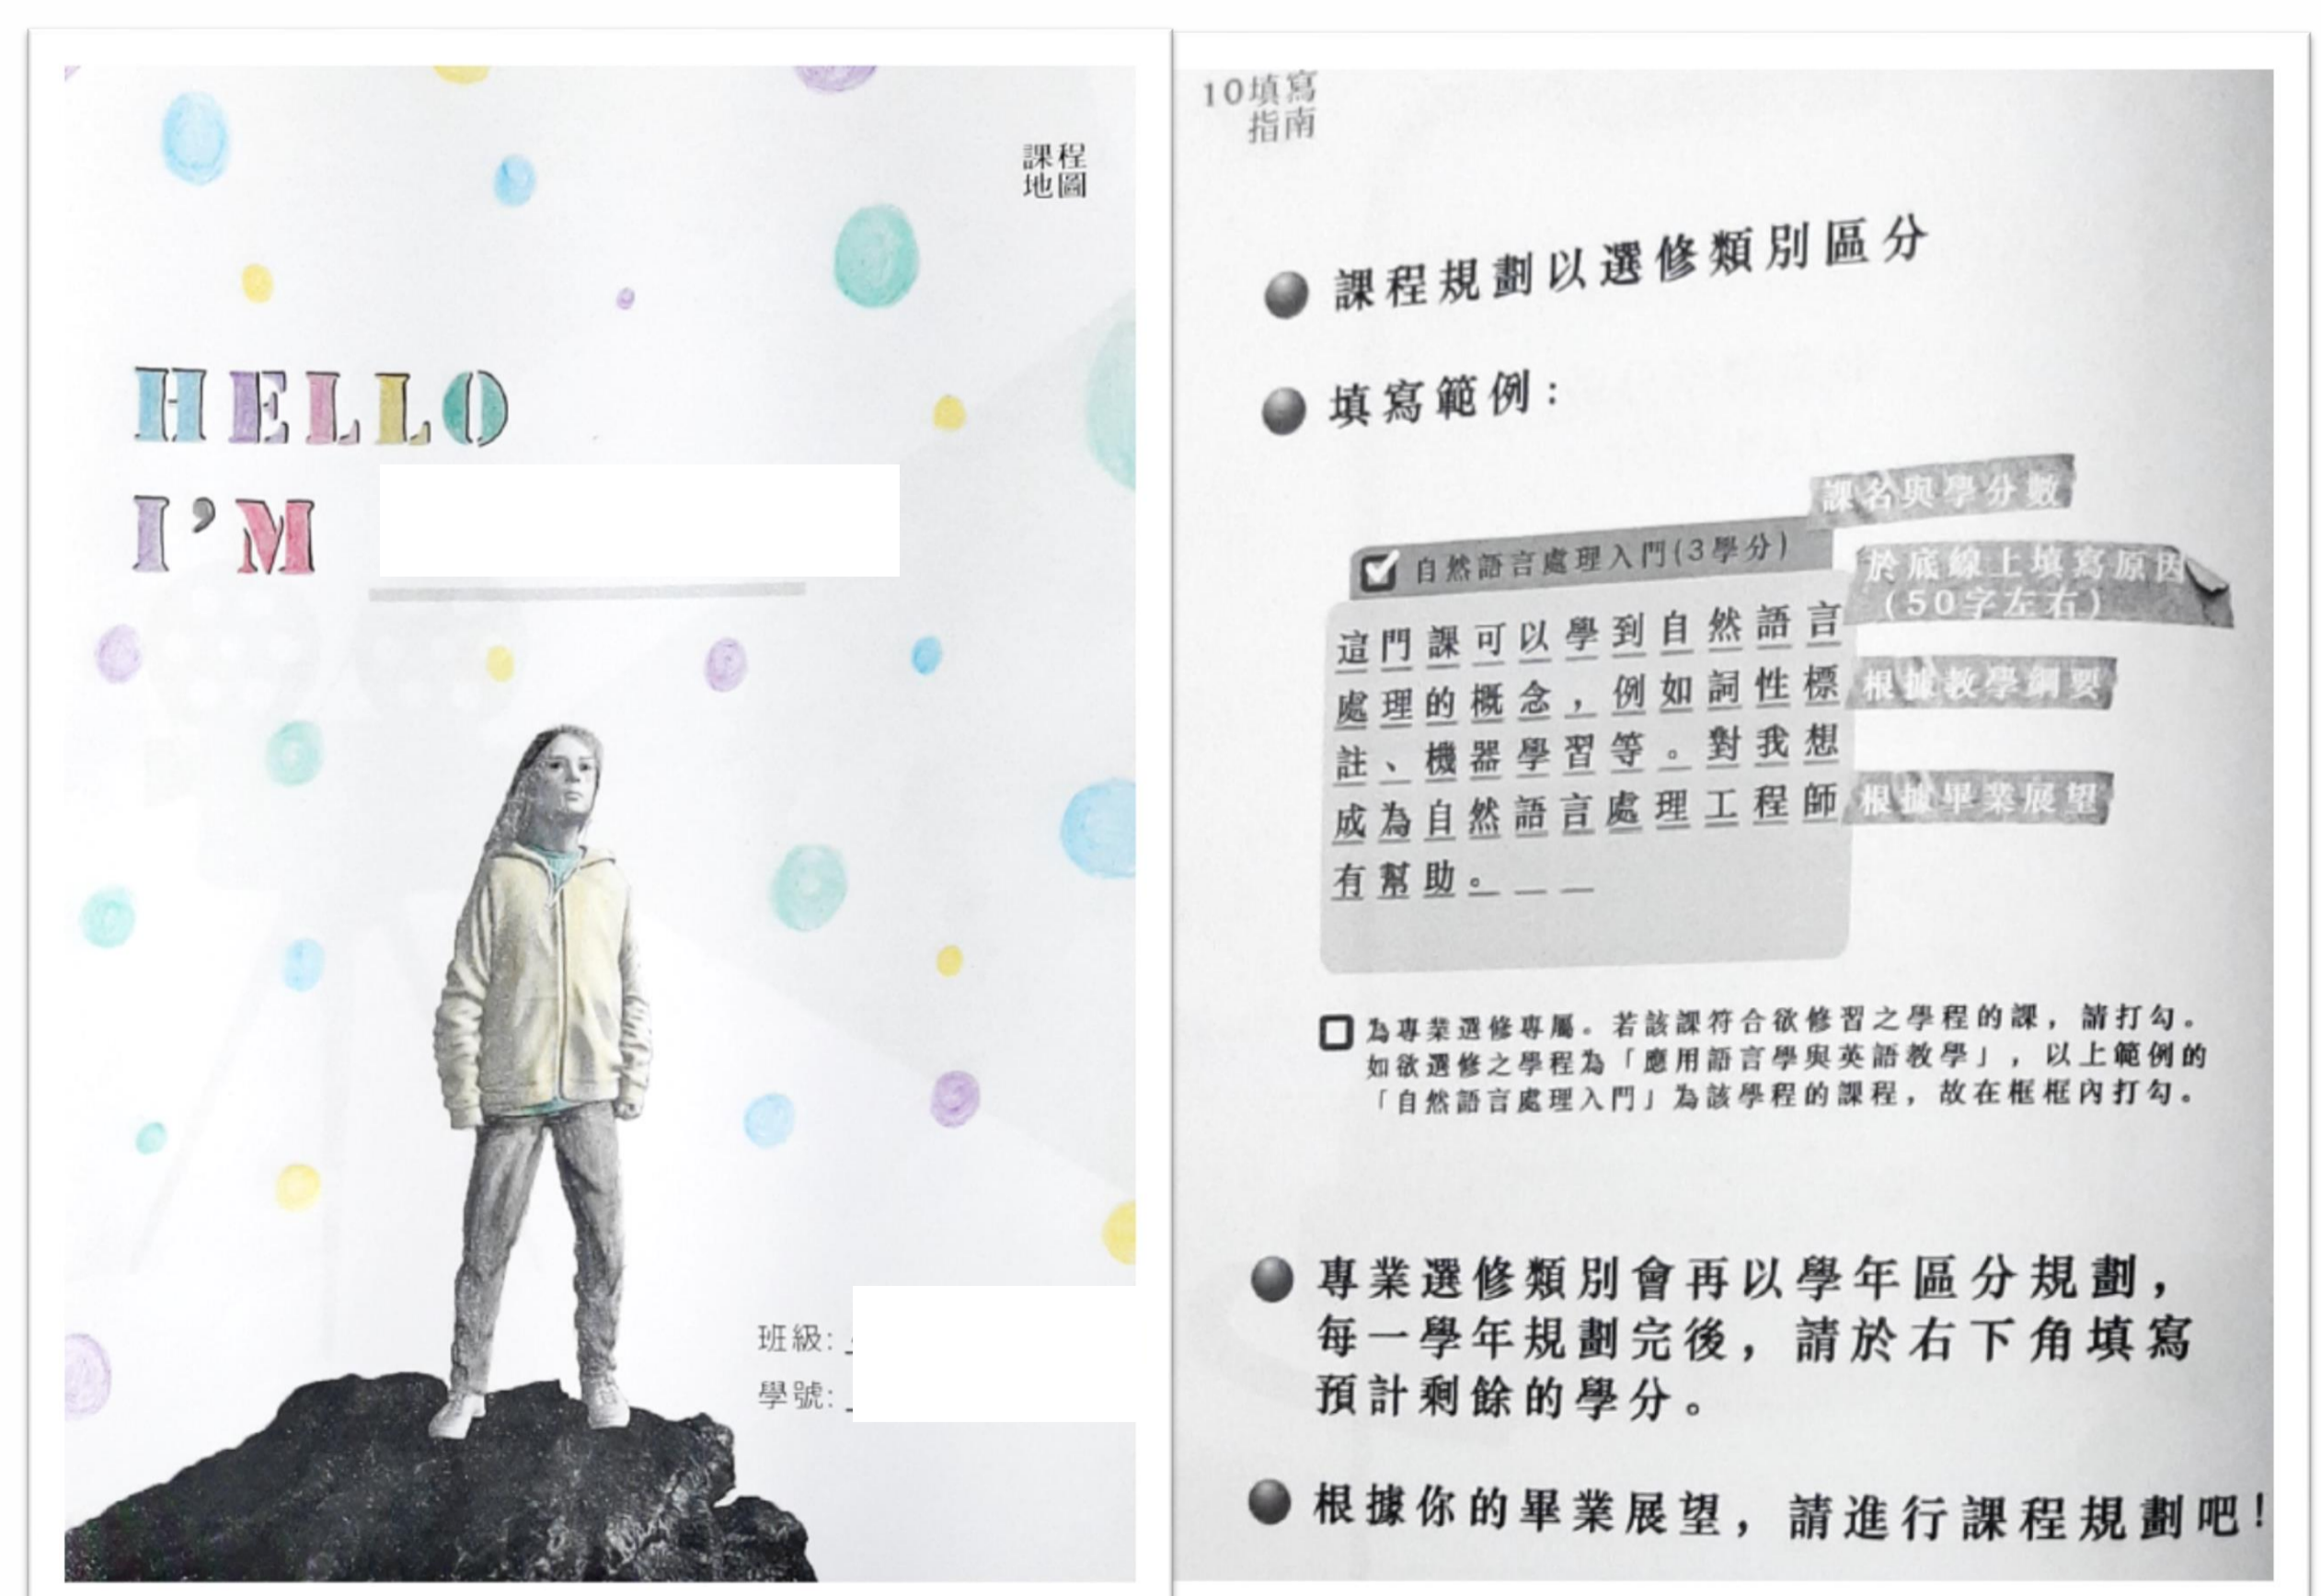 課程
地圖
HELLO
I'M
班級:
學號:
10填寫
指南
課程規劃以選修類別區分
填寫範例:
課名與學分數
自然語言處理入門(3學分)
於底線上填寫原因
(50字左右)
這門課可以學到自然語言
處理的概念,例如詞性標
根據教學綱要
註、機器學習等。對我想
成為自然語言處理工程師
根據畢業展望
有幫助。
為專業選修專屬。若該課符合欲修習之學程的課,請打勾。
如欲選修之學程為「應用語言學與英語教學」,以上範例的
「自然語言處理入門」為該學程的課程,故在框框內打勾。
專業選修類別會再以學年區分規劃,
每一學年規劃完後,請於右下角填寫
預計剩餘的學分。
根據你的畢業展望,請進行課程規劃吧!